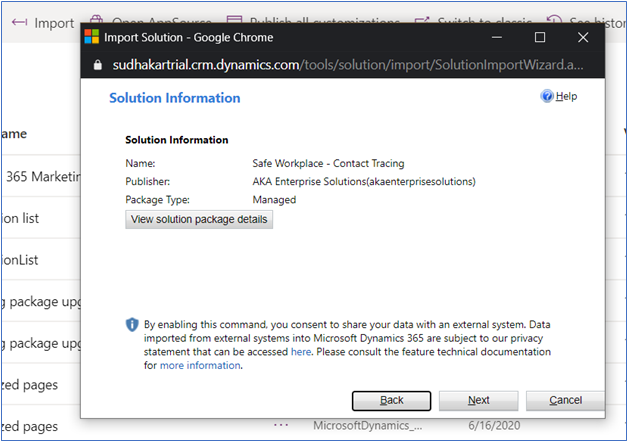 Import
Open AppSource
Publish all customizations
Switch to classic
See histor
Import Solution - Google Chrome
sudhakartrial.crm.dynamics.com/tools/solution/import/SolutionImportWizard.a...
Solution Information
Help
ame
Solution Information
Name: Safe Workplace - Contact Tracing
365 Marketin
Publisher: AKA Enterprise Solutions(akaenterprisesolutions)
Package Type: Managed
View solution package details
ion list
ionList
g package upg
By enabling this command, you consent to share your data with an external system. Data
imported from external systems into Microsoft Dynamics 365 are subject to our privacy
g package upg
statement that can be accessed here. Please consult the feature technical documentation
for more information.
zed pages
Back
Next
Cancel
zed pages
... MicrosoftDynamics_... 6/16/2020